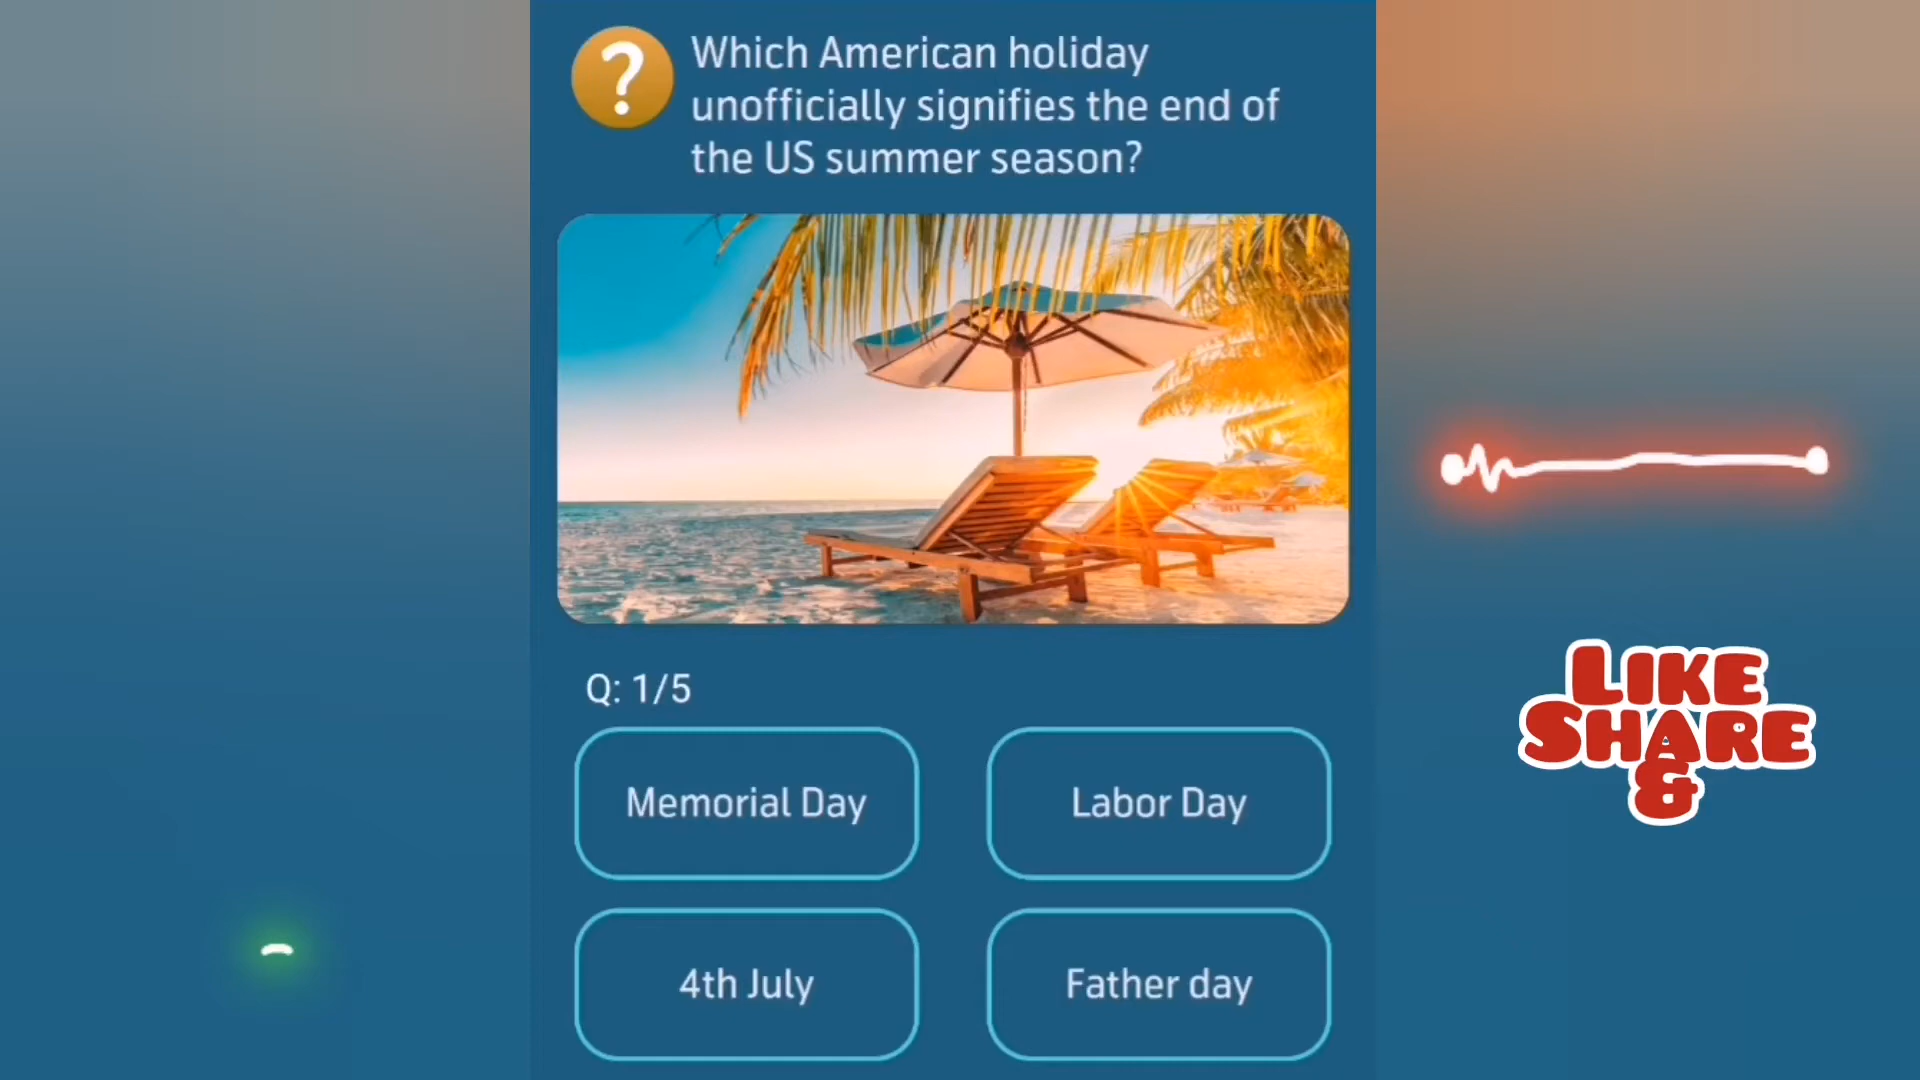 ?
Which American holiday
unofficially signifies the end of
the US summer season?
Q: 1/5
Memorial Day
Labor Day
4th July
Father day
LIKE
SHARE
&